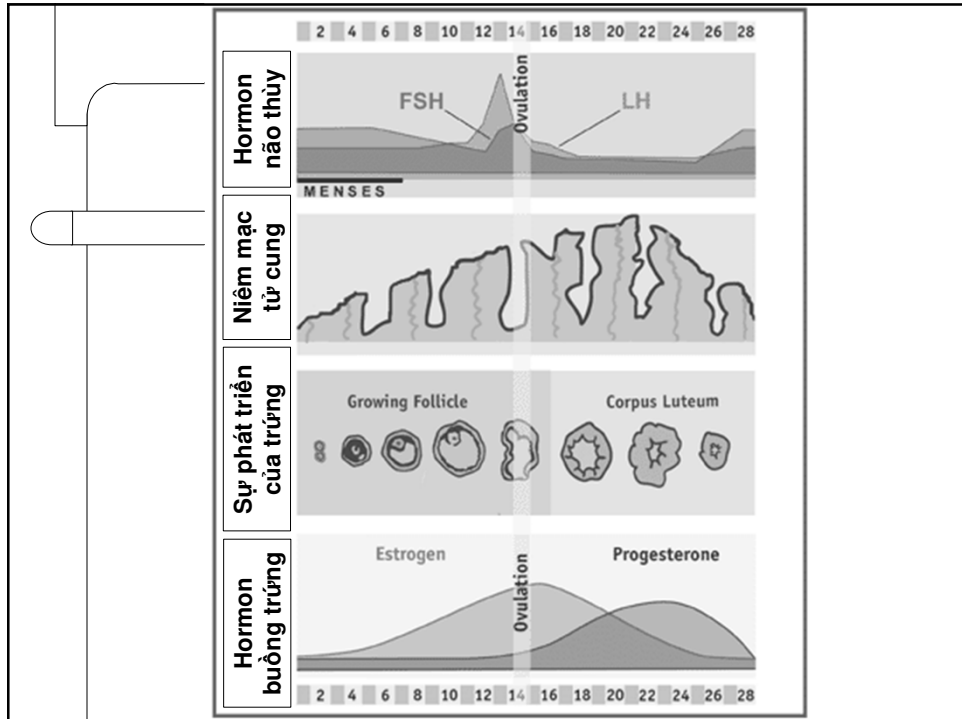 2 4 6 8 10 12 14 16 18 20 22 24 26 28
Hormon
não thùy
FSH
Ovulation
LH
MENSES
Niêm mạc
tử cung
Sự phát triển
của trứng
Growing Follicle
Corpus Luteum
Hormon
buồng trứng
Estrogen
Ovulation
Progesterone
2 4 6 8 10 12 14 16 18 20 22 24 26 28